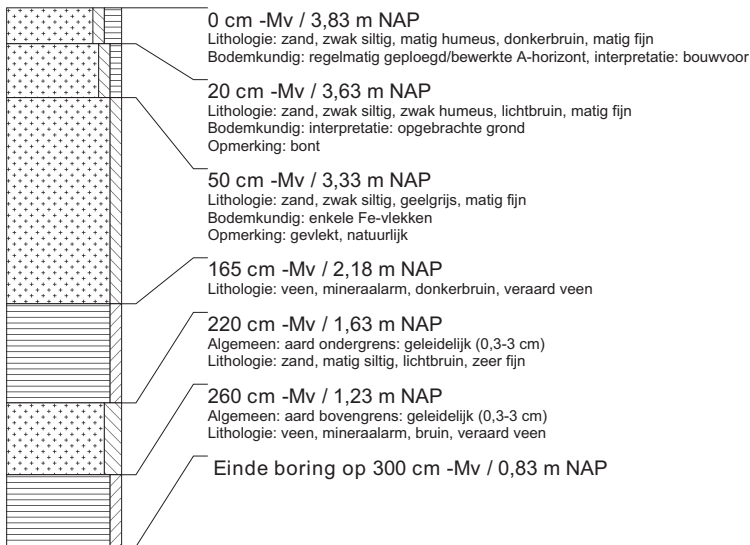 0 cm -Mv / 3,83 m NAP
Lithologie: zand, zwak siltig, matig humeus, donkerbruin, matig fijn
Bodemkundig: regelmatig geploegd/bewerkte A-horizont, interpretatie: bouwvoor
20 cm -Mv / 3,63 m NAP
Lithologie: zand, zwak siltig, zwak humeus, lichtbruin, matig fijn
Bodemkundig: interpretatie: opgebrachte grond
Opmerking: bont
50 cm -Mv / 3,33 m NAP
Lithologie: zand, zwak siltig, geelgrijs, matig fijn
Bodemkundig: enkele Fe-vlekken
Opmerking: gevlekt, natuurlijk
165 cm -Mv / 2,18 m NAP
Lithologie: veen, mineraalarm, donkerbruin, veraard veen
220 cm -Mv / 1,63 m NAP
Algemeen: aard ondergrens: geleidelijk (0,3-3 cm)
Lithologie: zand, matig siltig, lichtbruin, zeer fijn
260 cm -Mv / 1,23 m NAP
Algemeen: aard bovengrens: geleidelijk (0,3-3 cm)
Lithologie: veen, mineraalarm, bruin, veraard veen
Einde boring op 300 cm -Mv / 0,83 m NAP